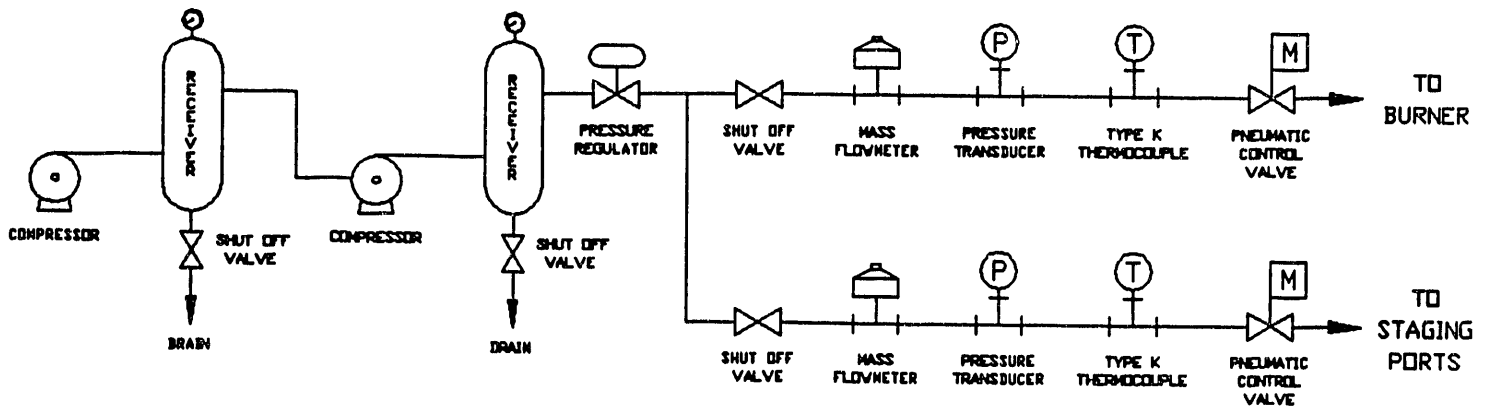 RECEIVER
COMPRESSOR
SHUT OFF
VALVE
DRAIN
RECEIVER
COMPRESSOR
SHUT OFF
VALVE
DRAIN
PRESSURE
REGULATOR
SHUT OFF
VALVE
MASS
FLOWMETER
P
PRESSURE
TRANSDUCER
T
TYPE K
THERMOCOUPLE
M
PNEUMATIC
CONTROL
VALVE
TO
BURNER
SHUT OFF
VALVE
MASS
FLOWMETER
P
PRESSURE
TRANSDUCER
T
TYPE K
THERMOCOUPLE
M
PNEUMATIC
CONTROL
VALVE
TO
STAGING
PORTS